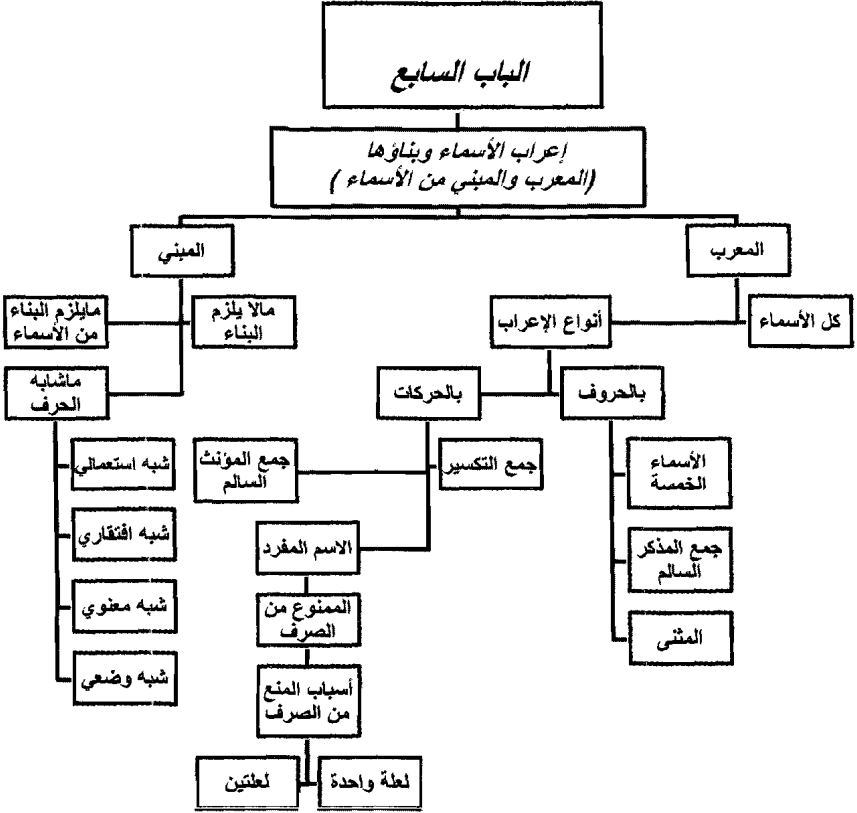 الباب السابع
إعراب الأسماء وبناؤها
(المعرب والمبني من الأسماء )
المعرب
المبني
كل الأسماء
أنواع الإعراب
مالا يلزم
البناء
مايلزم البناء
من الأسماء
بالحروف
بالحركات
ماشابه
الحرف
الأسماء
الخمسة
جمع المذكر
السالم
المثنى
جمع التكسير
جمع المؤنث
السالم
الاسم المفرد
الممنوع من
الصرف
أسباب المنع
من الصرف
لعلة واحدة
لعلتين
شبه استعمالي
شبه افتقاري
شبه معنوي
شبه وضعي